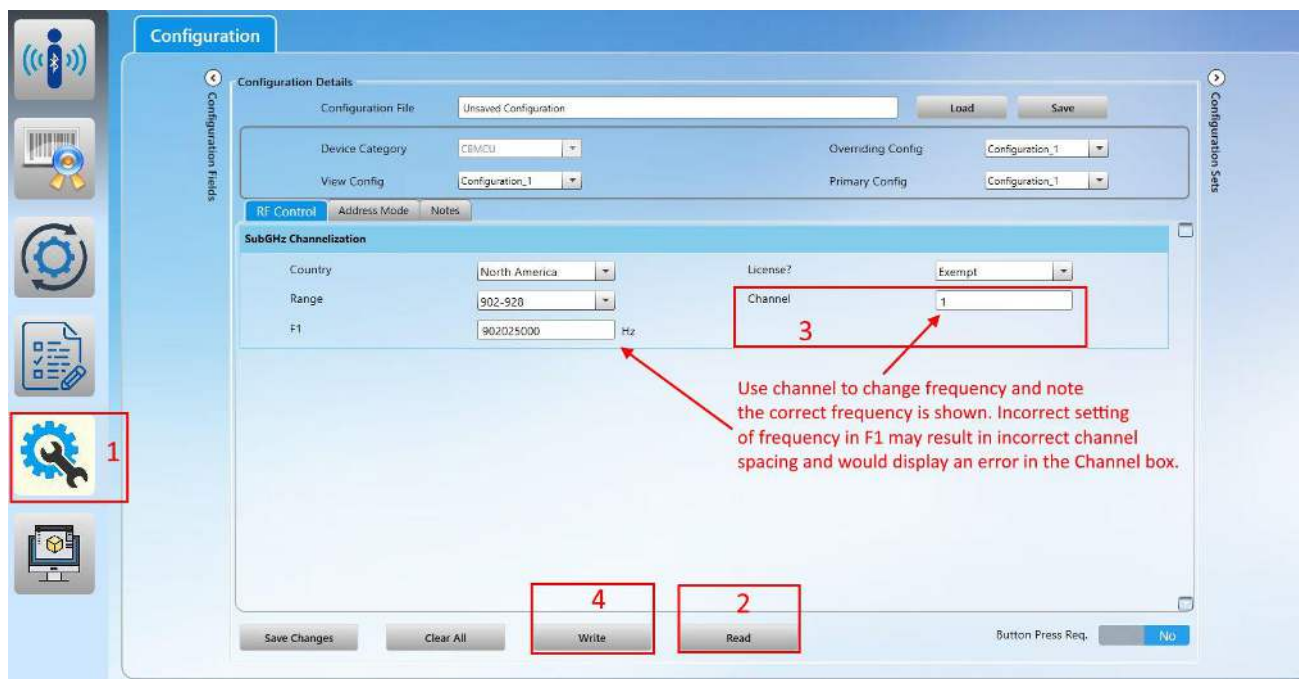 Configuration
Configuration Fields
Configuration Details
Configuration File Unsaved Configuration Load Save
Device Category CBMCU Overriding Config Configuration_1
View Config Configuration_1 Primary Config Configuration_1
RF Control Address Mode Notes
SubGHz Channelization
Country North America License? Exempt
Range 902-928 Channel 1
F1 902025000 Hz 3
Use channel to change frequency and note
the correct frequency is shown. Incorrect setting
of frequency in F1 may result in incorrect channel
spacing and would display an error in the Channel box.
1
4 2
Save Changes Clear All Write Read Button Press Req. No
Configuration Sets